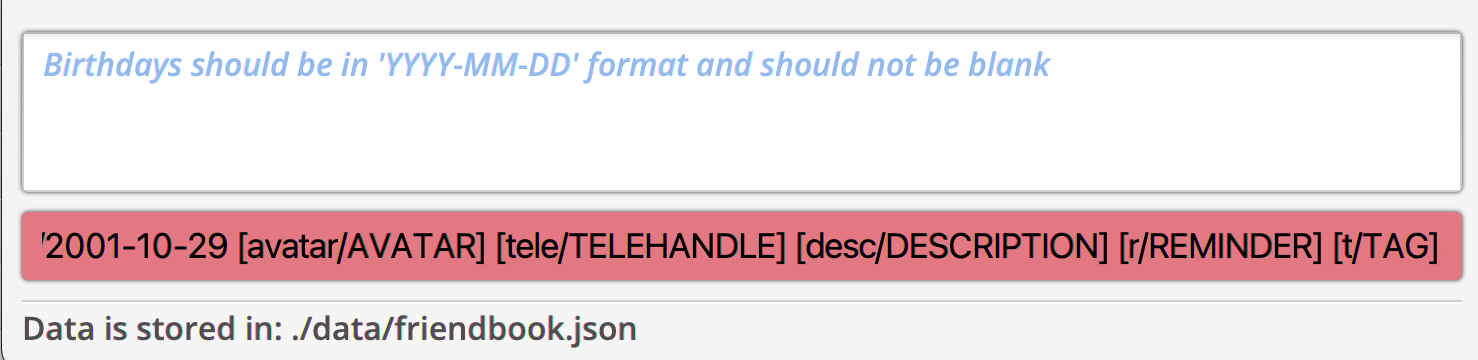 Birthdays should be in 'YYYY-MM-DD' format and should not be blank
/2001-10-29 [avatar/AVATAR] [tele/TELEHANDLE] [desc/DESCRIPTION] [r/REMINDER] [t/TAG]
Data is stored in: ./data/friendbook.json